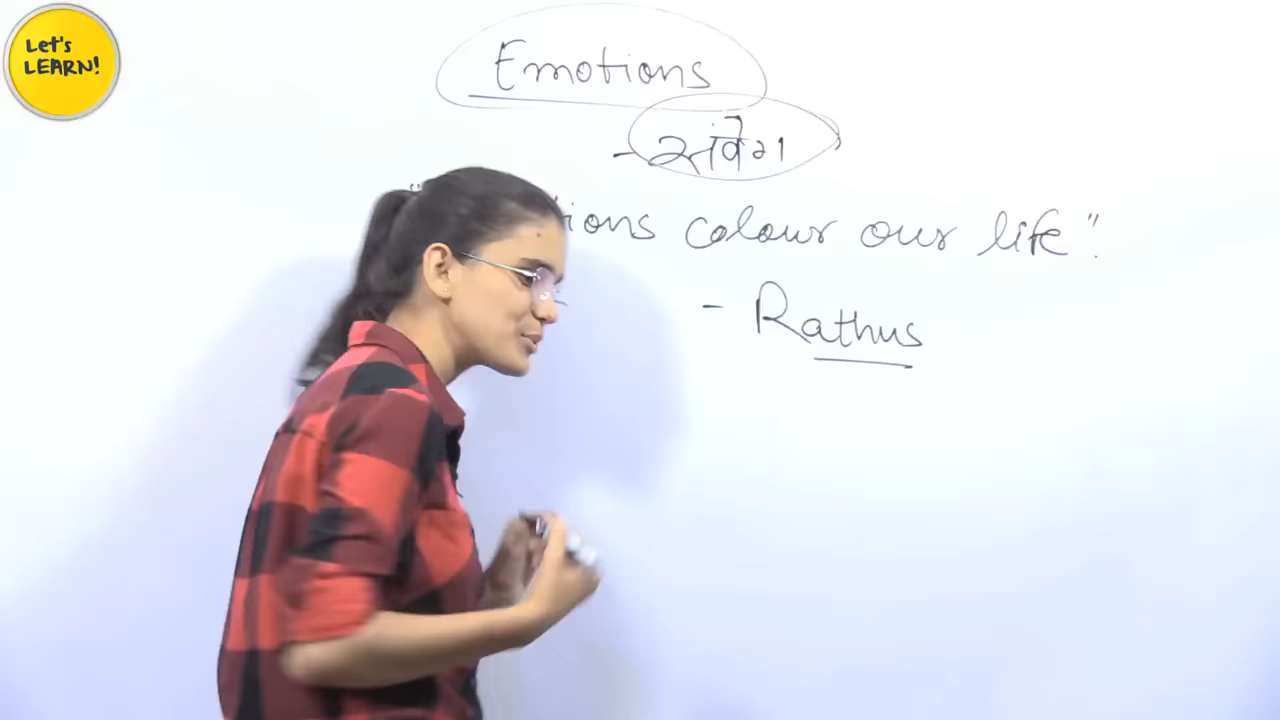 Let's
LEARN!
Emotions
- संवेग
ions colour our life".
- Rathus